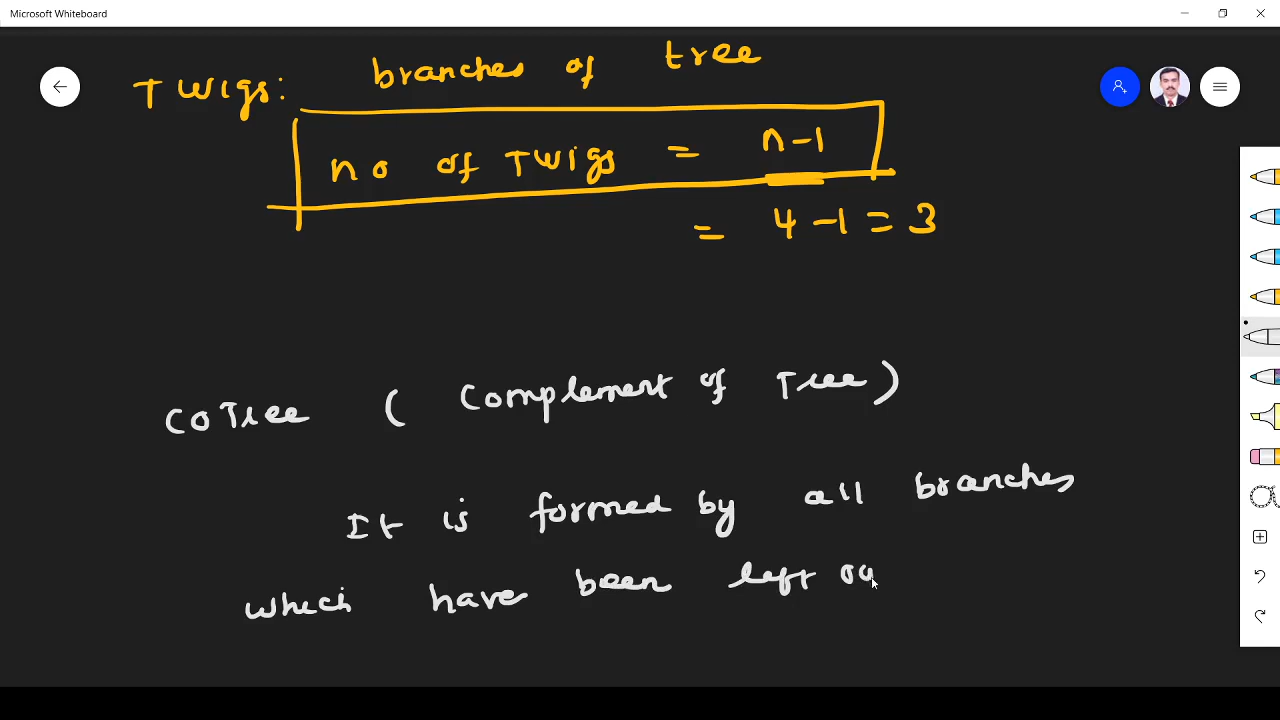 Microsoft Whiteboard
TWIGS: branches of tree
no of TWIGS = n-1
= 4-1=3
COTree ( Complement of Tree )
It is formed by all branches
which have been left ou